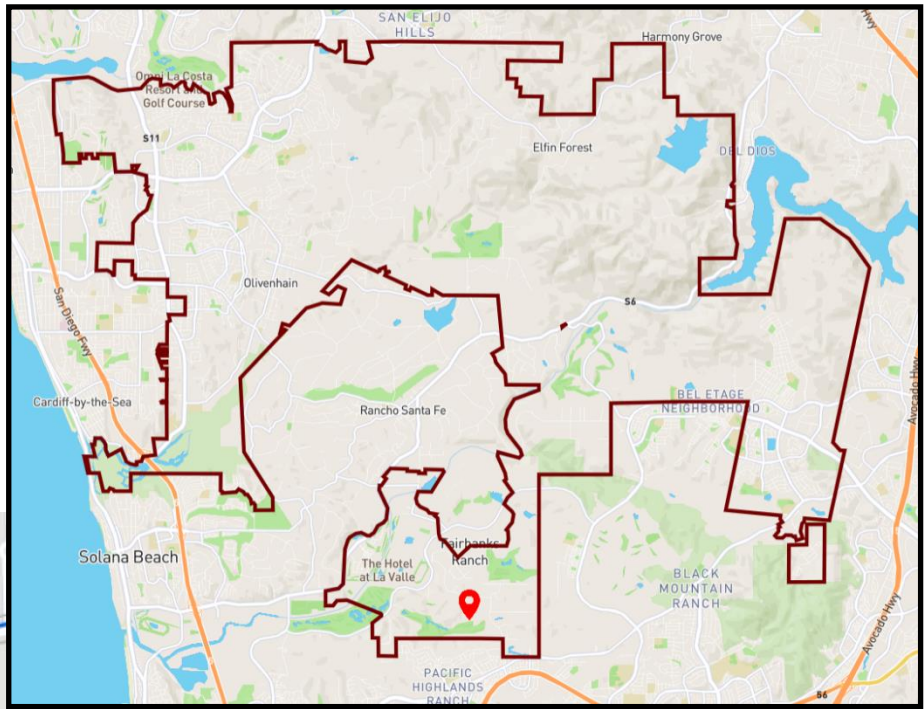 SAN ELIJO
HILLS
Hwy
Harmony Grove
Omni La Costa
Resort and
Golf Course
S11
Elfin Forest
DEL DIOS
Olivenhain
San Diego Fwy
S6
Cardiff-by-the-Sea
Rancho Santa Fe
BEL ETAGE
NEIGHBORHOOD
Avocado Hwy
Solana Beach
Fairbanks
Ranch
The Hotel
at La Valle
BLACK
MOUNTAIN
RANCH
Avocado Hwy
PACIFIC
HIGHLANDS
RANCH
S6